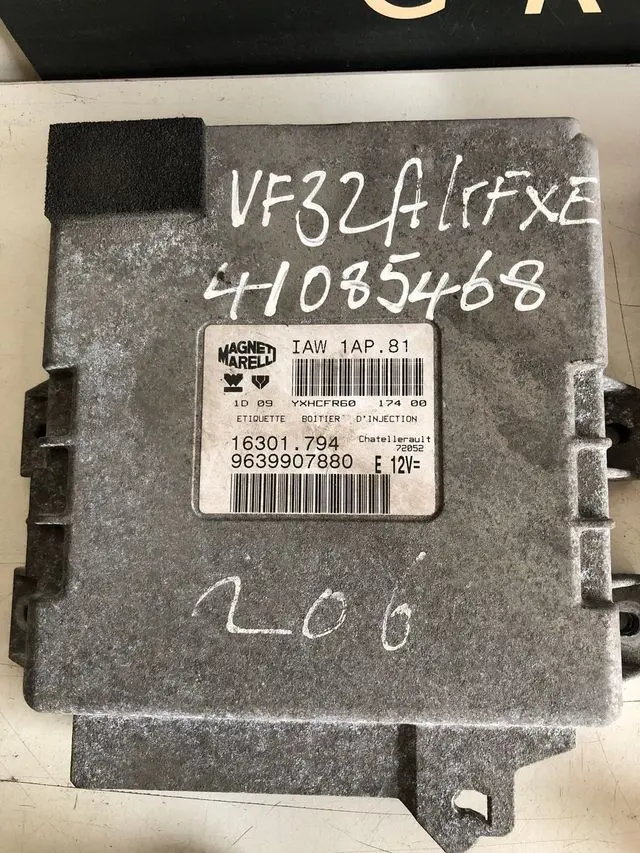 VF32A
41085468
MAGNETI MARELLI
IAW 1AP.81
1D 09 YXHCFR60 174 00
ETIQUETTE BOITIER D'INJECTION
16301.794 Chatellerault
72052
9639907880 E 12V=
206